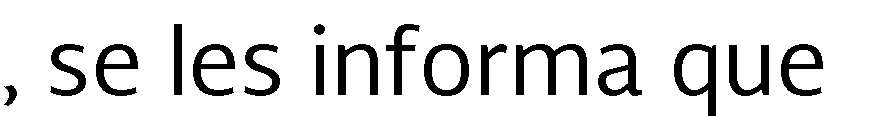 , se les informa que